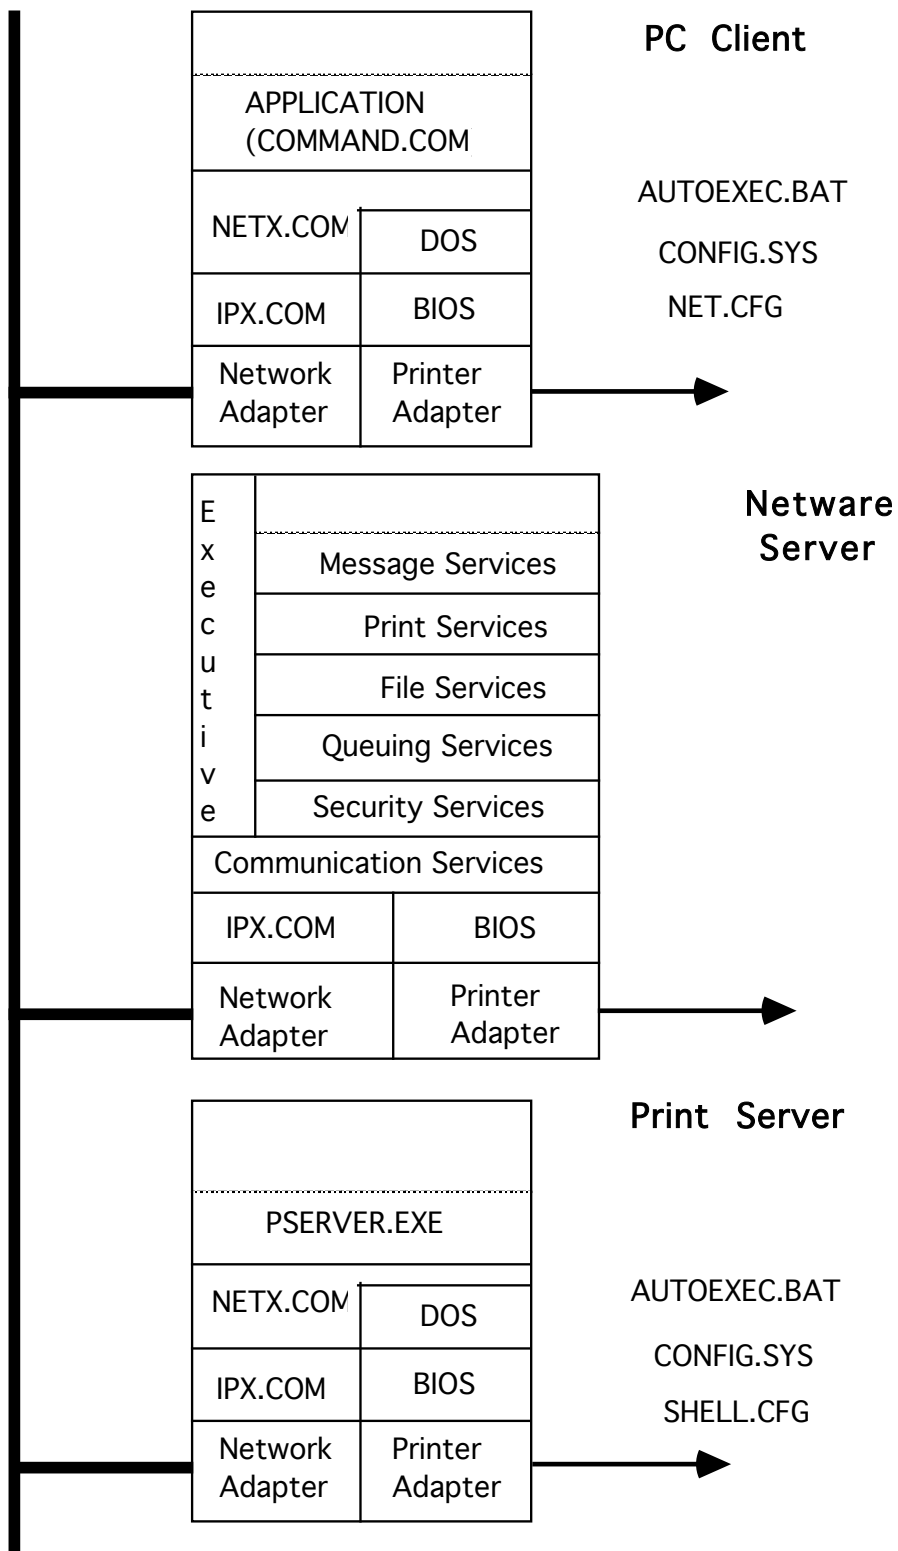 PC Client
APPLICATION
(COMMAND.COM
NETX.COM
DOS
IPX.COM
BIOS
Network
Adapter
Printer
Adapter
AUTOEXEC.BAT
CONFIG.SYS
NET.CFG
Netware
Server
Executive
Message Services
Print Services
File Services
Queuing Services
Security Services
Communication Services
IPX.COM
BIOS
Network
Adapter
Printer
Adapter
Print Server
PSERVER.EXE
NETX.COM
DOS
IPX.COM
BIOS
Network
Adapter
Printer
Adapter
AUTOEXEC.BAT
CONFIG.SYS
SHELL.CFG